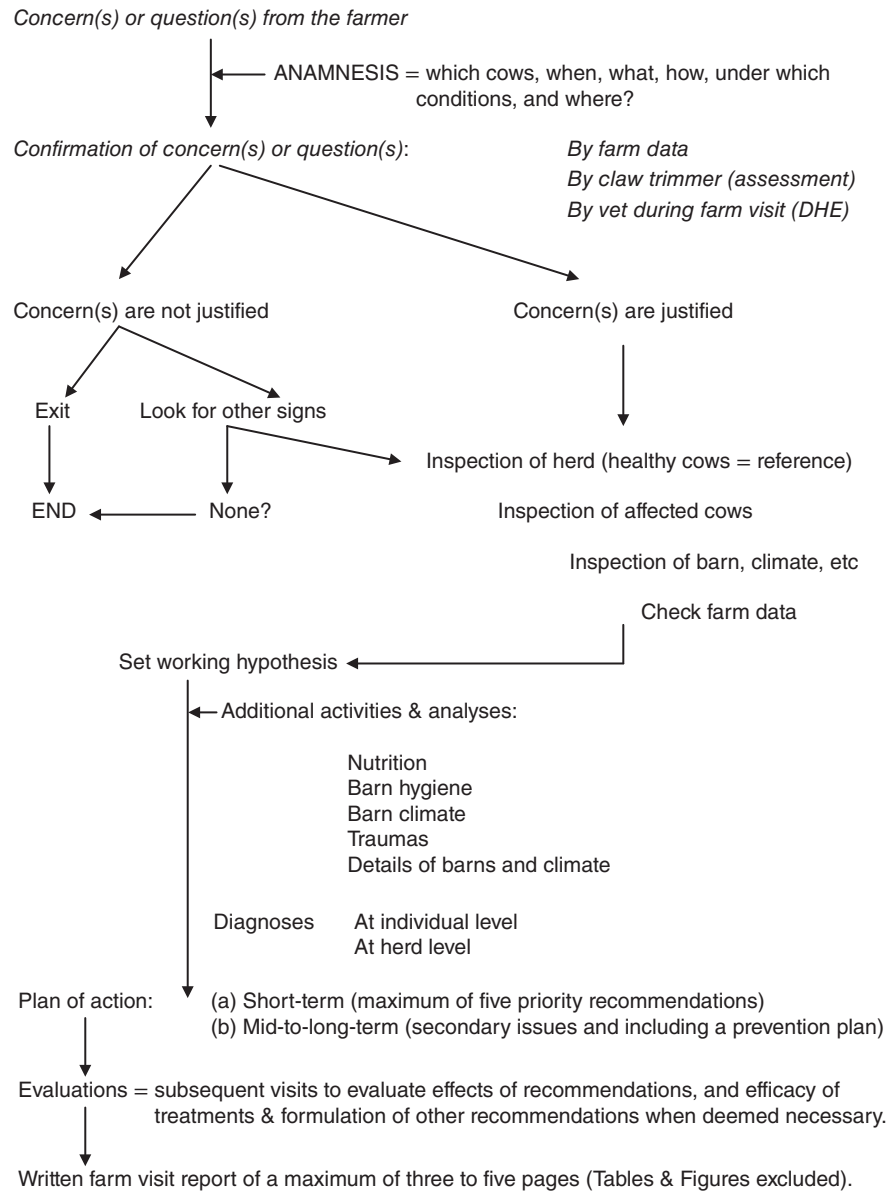 Concern(s) or question(s) from the farmer
ANAMNESIS = which cows, when, what, how, under which
conditions, and where?
Confirmation of concern(s) or question(s):
By farm data
By claw trimmer (assessment)
By vet during farm visit (DHE)
Concern(s) are not justified
Concern(s) are justified
Exit
Look for other signs
Inspection of herd (healthy cows = reference)
END
None?
Inspection of affected cows
Inspection of barn, climate, etc
Check farm data
Set working hypothesis
Additional activities & analyses:
Nutrition
Barn hygiene
Barn climate
Traumas
Details of barns and climate
Diagnoses At individual level
At herd level
Plan of action: (a) Short-term (maximum of five priority recommendations)
(b) Mid-to-long-term (secondary issues and including a prevention plan)
Evaluations = subsequent visits to evaluate effects of recommendations, and efficacy of
treatments & formulation of other recommendations when deemed necessary.
Written farm visit report of a maximum of three to five pages (Tables & Figures excluded).